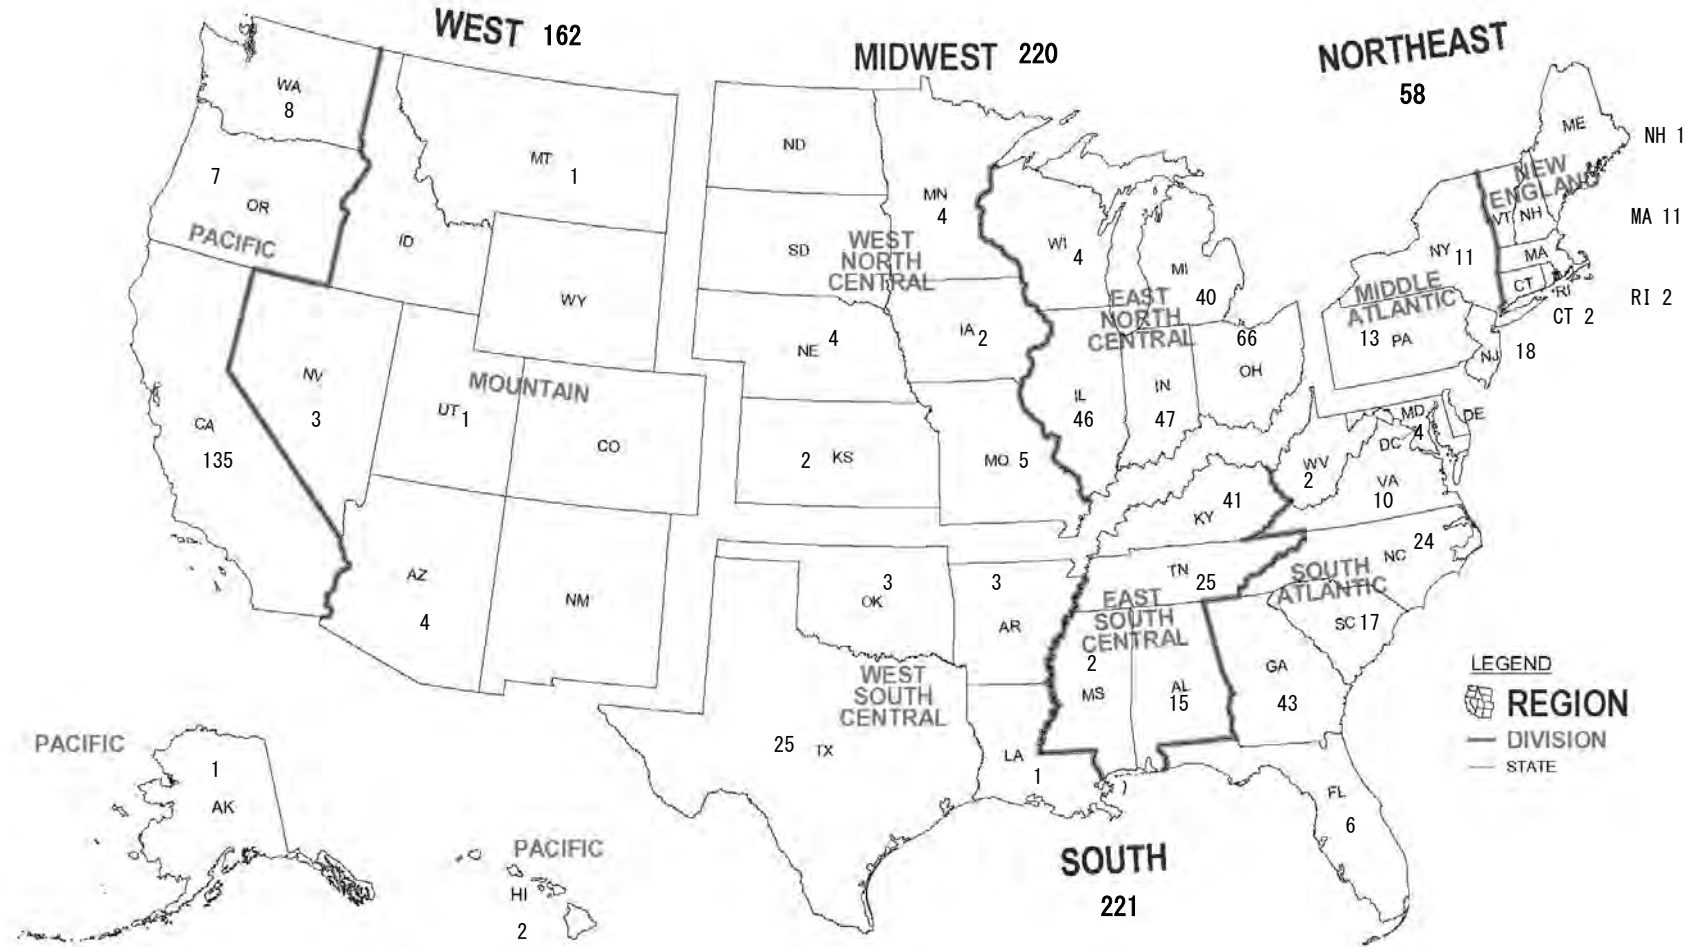 WEST 162
MIDWEST 220
NORTHEAST
58
WA
8
MT
1
7
OR
PACIFIC
ID
WY
NV
3
MOUNTAIN
UT 1
CO
CA
135
AZ
4
NM
ND
SD
MN
4
WEST
NORTH
CENTRAL
NE 4
IA 2
2 KS
MO 5
WI 4
MI
40
EAST
NORTH
CENTRAL
IL
46
IN
47
66
OH
ME
NH 1
NEW
ENGLAND
VT
NH
MA 11
NY 11
MA
CT
RI
RI 2
CT 2
MIDDLE
ATLANTIC
13 PA
NJ
18
MD
4
DE
DC
WV
2
VA
10
KY 41
NC 24
TN 25
SOUTH
ATLANTIC
SC 17
EAST
SOUTH
CENTRAL
2
MS
AL
15
GA
43
3
OK
3
AR
WEST
SOUTH
CENTRAL
25 TX
LA
1
FL
6
SOUTH
221
PACIFIC
1
AK
PACIFIC
HI
2
LEGEND
REGION
DIVISION
STATE